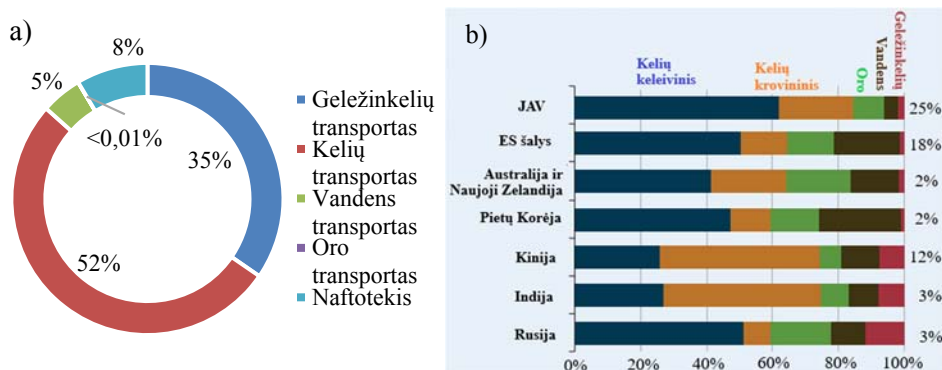 a)
8%
5%
<0,01%
35%
52%
Geležinkelių
transportas
Kelių
transportas
Vandens
transportas
Oro
transportas
Naftotekis
b)
Kelių
keleivinis
Kelių
krovininis
Oro
Vandens
Geležinkelių
JAV
25%
ES šalys
18%
Australija ir
Naujoji Zelandija
2%
Pietų Korėja
2%
Kinija
12%
Indija
3%
Rusija
3%
0% 20% 40% 60% 80% 100%